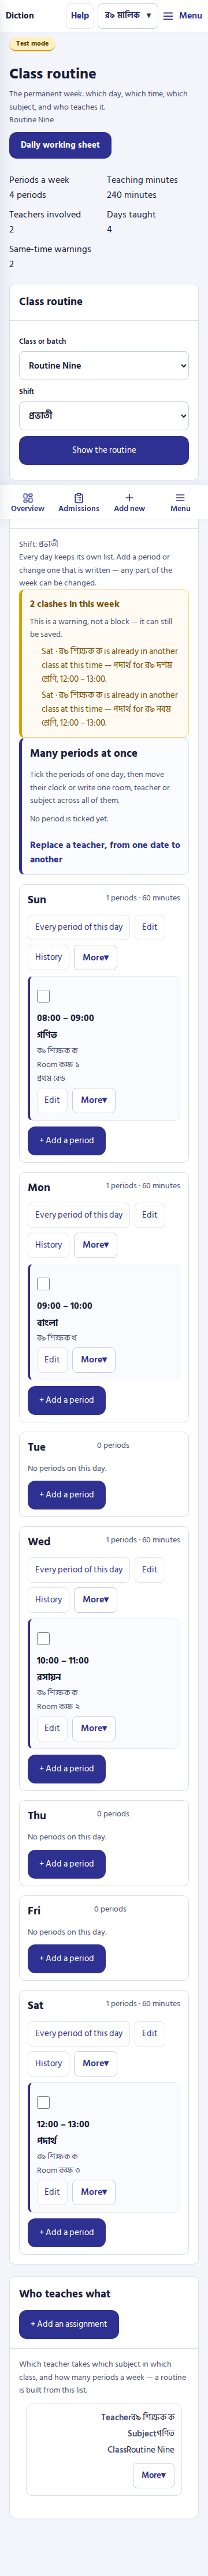 Diction
Help
র৯ মালিক ▾
Menu
Test mode
Class routine
The permanent week: which day, which time, which subject, and who teaches it.
Routine Nine
Daily working sheet
Periods a week
4 periods
Teaching minutes
240 minutes
Teachers involved
2
Days taught
4
Same-time warnings
2
Class routine
Class or batch
Routine Nine
Shift
প্রভাতী
Show the routine
Overview
Admissions
Add new
Menu
Shift: প্রভাতী
Every day keeps its own list. Add a period or change one that is written — any part of the week can be changed.
2 clashes in this week
This is a warning, not a block — it can still be saved.
Sat · র৯ শিক্ষক ক is already in another class at this time — পদার্থ for র৯ দশম শ্রেণি, 12:00 – 13:00.
Sat · র৯ শিক্ষক ক is already in another class at this time — পদার্থ for র৯ নবম শ্রেণি, 12:00 – 13:00.
Many periods at once
Tick the periods of one day, then move their clock or write one room, teacher or subject across all of them.
No period is ticked yet.
Replace a teacher, from one date to another
Sun
1 periods · 60 minutes
Every period of this day
Edit
History
More▾
08:00 – 09:00
গণিত
র৯ শিক্ষক ক
Room কক্ষ ১
প্রথম বেন্চ
Edit
More▾
+ Add a period
Mon
1 periods · 60 minutes
Every period of this day
Edit
History
More▾
09:00 – 10:00
বাংলা
র৯ শিক্ষক খ
Edit
More▾
+ Add a period
Tue
0 periods
No periods on this day.
+ Add a period
Wed
1 periods · 60 minutes
Every period of this day
Edit
History
More▾
10:00 – 11:00
রসায়ন
র৯ শিক্ষক ক
Room কক্ষ ২
Edit
More▾
+ Add a period
Thu
0 periods
No periods on this day.
+ Add a period
Fri
0 periods
No periods on this day.
+ Add a period
Sat
1 periods · 60 minutes
Every period of this day
Edit
History
More▾
12:00 – 13:00
পদার্থ
র৯ শিক্ষক ক
Room কক্ষ ৩
Edit
More▾
+ Add a period
Who teaches what
+ Add an assignment
Which teacher takes which subject in which class, and how many periods a week — a routine is built from this list.
Teacherর৯ শিক্ষক ক
Subjectগণিত
ClassRoutine Nine
More▾